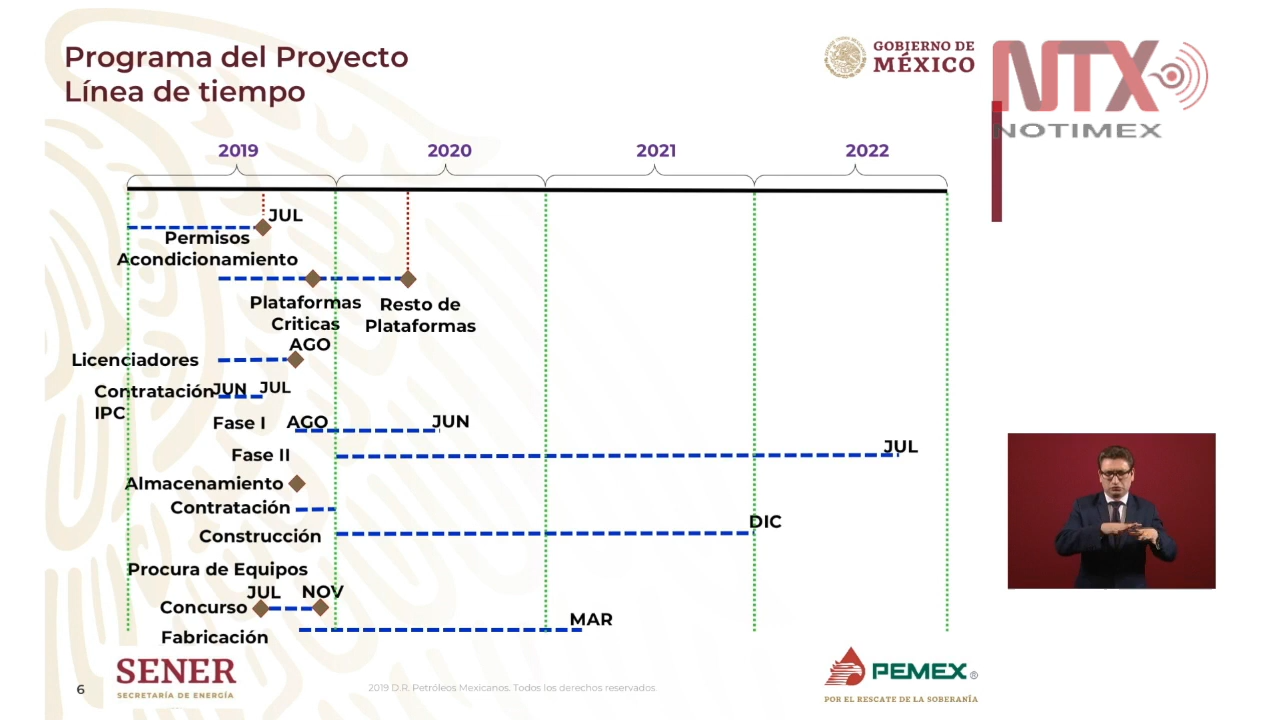 Programa del Proyecto
Línea de tiempo
GOBIERNO DE
MÉXICO
NTX
NOTIMEX
2019
2020
2021
2022
JUL
Permisos
Acondicionamiento
Plataformas
Criticas
Resto de
Plataformas
AGO
Licenciadores
Contratación
IPC
JUN
JUL
Fase I
AGO
JUN
Fase II
JUL
Almacenamiento
Contratación
Construcción
DIC
Procura de Equipos
JUL
NOV
Concurso
Fabricación
MAR
6
SENER
SECRETARÍA DE ENERGÍA
2019 D.R. Petróleos Mexicanos. Todos los derechos reservados.
PEMEX®
POR EL RESCATE DE LA SOBERANÍA